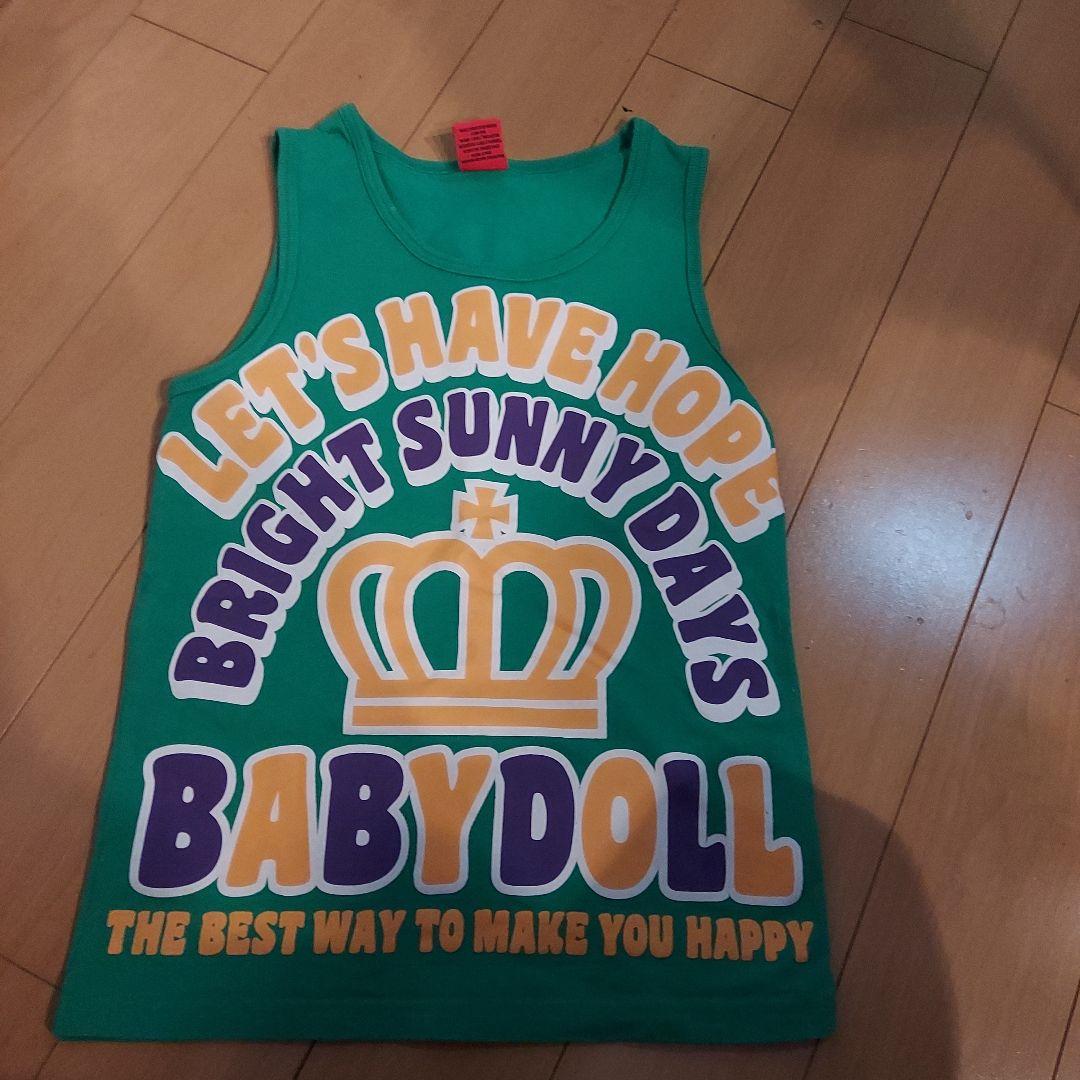 LET'S HAVE HOPE
BRIGHT SUNNY DAYS
BABYDOLL
THE BEST WAY TO MAKE YOU HAPPY